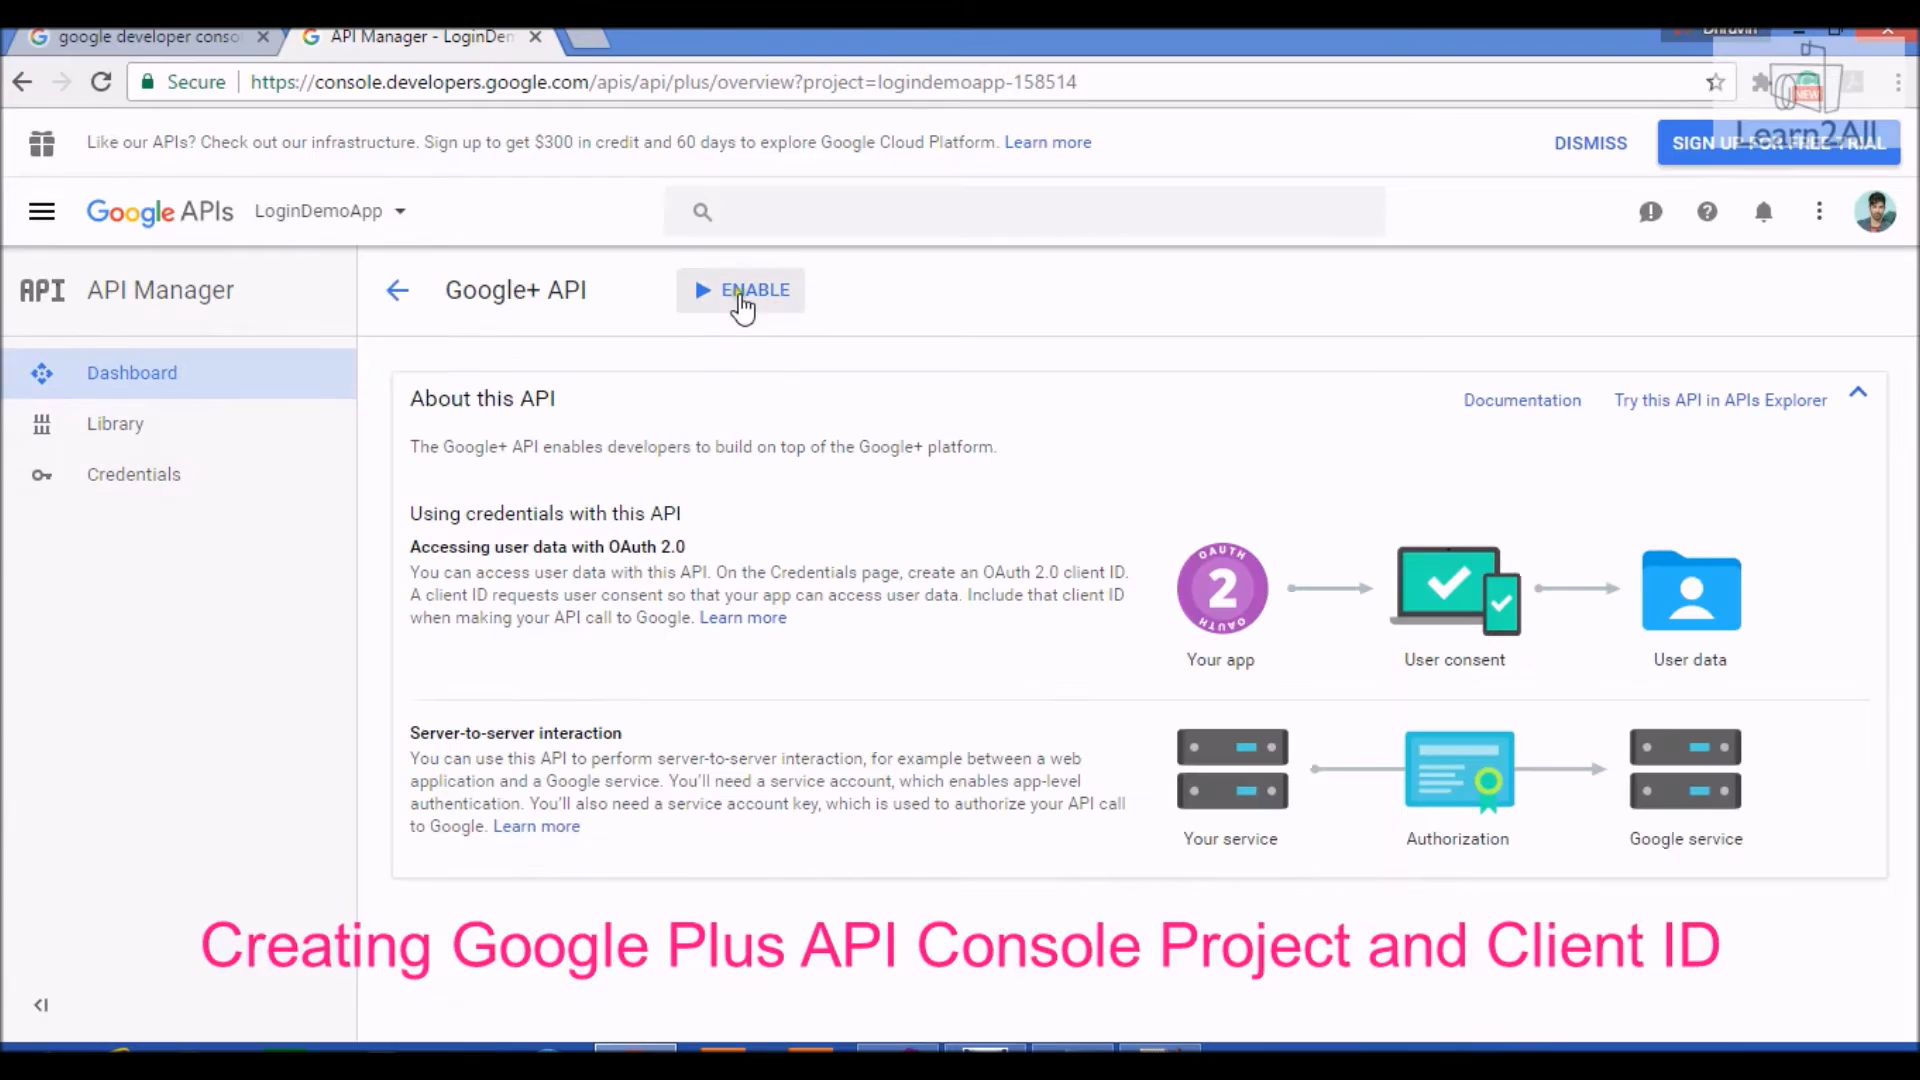 google developer conso
API Manager - LoginDem
Dhruvin
Secure
https://console.developers.google.com/apis/api/plus/overview?project=logindemoapp-158514
NEW
Like our APIs? Check out our infrastructure. Sign up to get $300 in credit and 60 days to explore Google Cloud Platform. Learn more
DISMISS
SIGN UP FOR FREE TRIAL
Learn2All
Google APIs
LoginDemoApp
API API Manager
Google+ API
ENABLE
Dashboard
Library
Credentials
About this API
Documentation
Try this API in APIs Explorer
The Google+ API enables developers to build on top of the Google+ platform.
Using credentials with this API
Accessing user data with OAuth 2.0
You can access user data with this API. On the Credentials page, create an OAuth 2.0 client ID.
A client ID requests user consent so that your app can access user data. Include that client ID
when making your API call to Google. Learn more
OAUTH
2
OAUTH
Your app
User consent
User data
Server-to-server interaction
You can use this API to perform server-to-server interaction, for example between a web
application and a Google service. You'll need a service account, which enables app-level
authentication. You'll also need a service account key, which is used to authorize your API call
to Google. Learn more
Your service
Authorization
Google service
Creating Google Plus API Console Project and Client ID